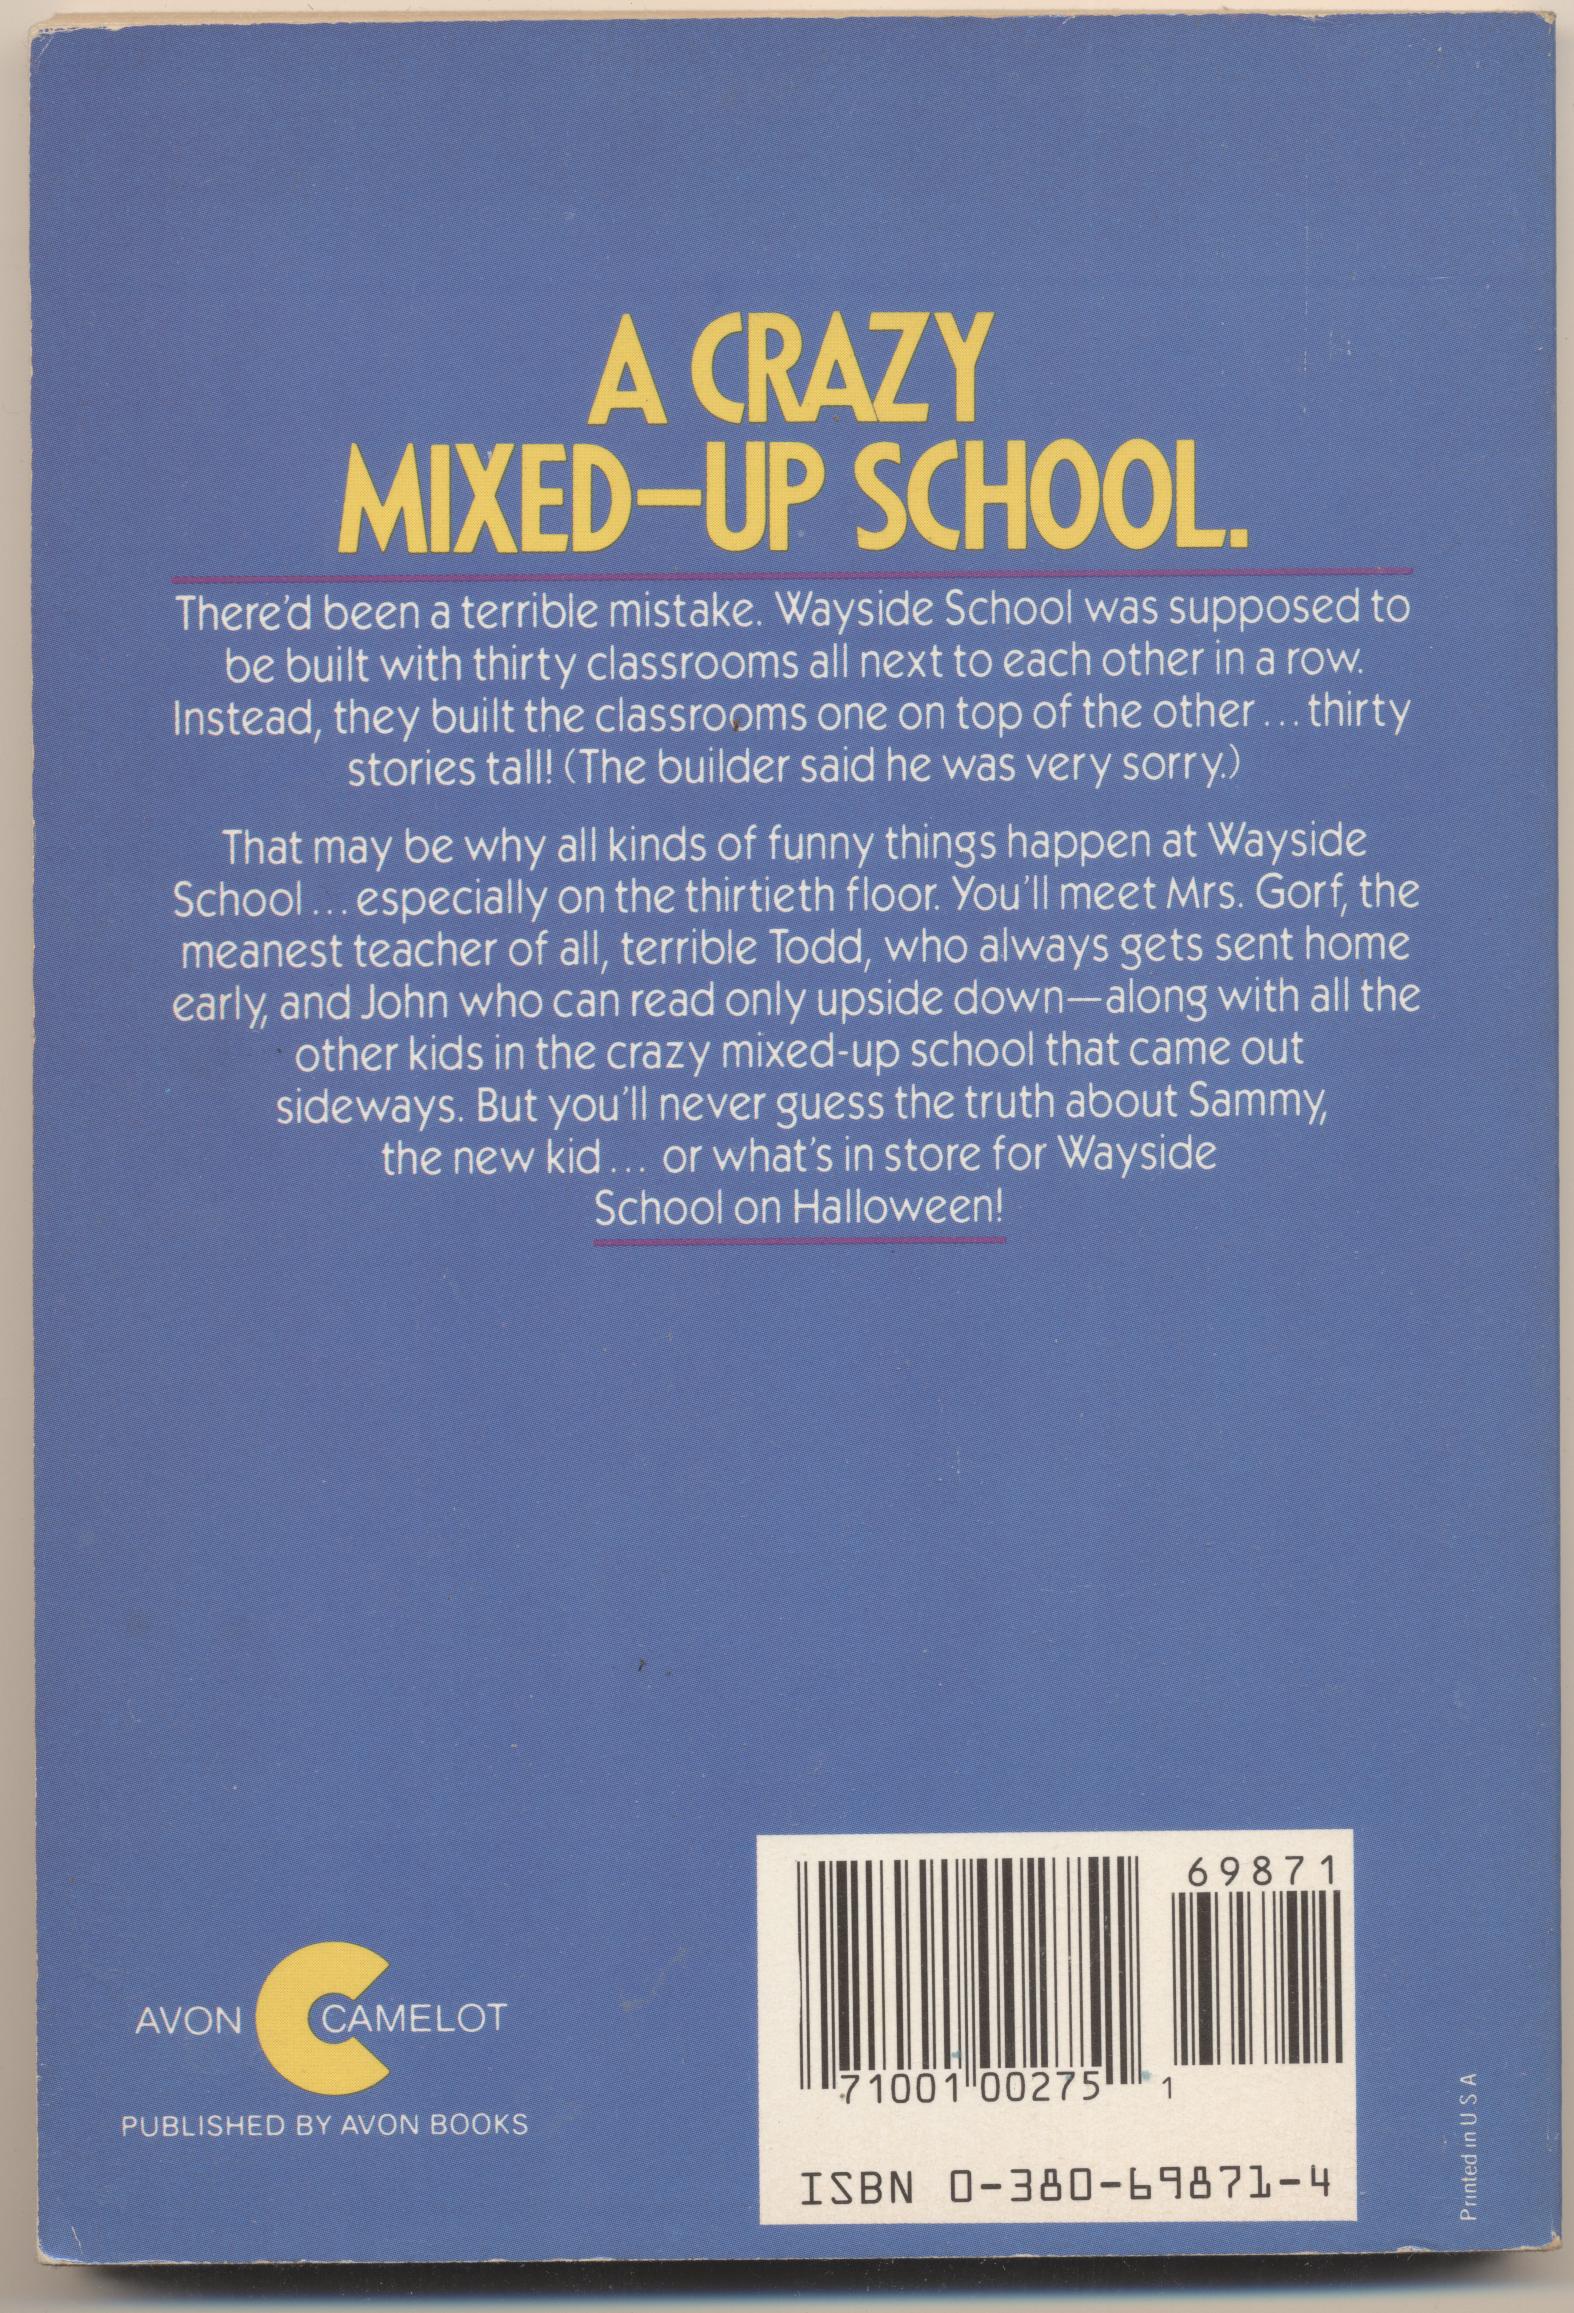 A CRAZY
MIXED—UP SCHOOL.
There'd been a terrible mistake. Wayside School was supposed to
be built with thirty classrooms all next to each other in a row.
Instead, they built the classrooms one on top of the other...thirty
stories tall! (The builder said he was very sorry.)
That may be why all kinds of funny things happen at Wayside
School...especially on the thirtieth floor. You'll meet Mrs. Gorf, the
meanest teacher of all, terrible Todd, who always gets sent home
early, and John who can read only upside down—along with all the
other kids in the crazy mixed-up school that came out
sideways. But you'll never guess the truth about Sammy,
the new kid... or what's in store for Wayside
School on Halloween!
AVON CAMELOT
PUBLISHED BY AVON BOOKS
69871
71001 00275 1
ISBN 0-380-69871-4
Printed in U S A